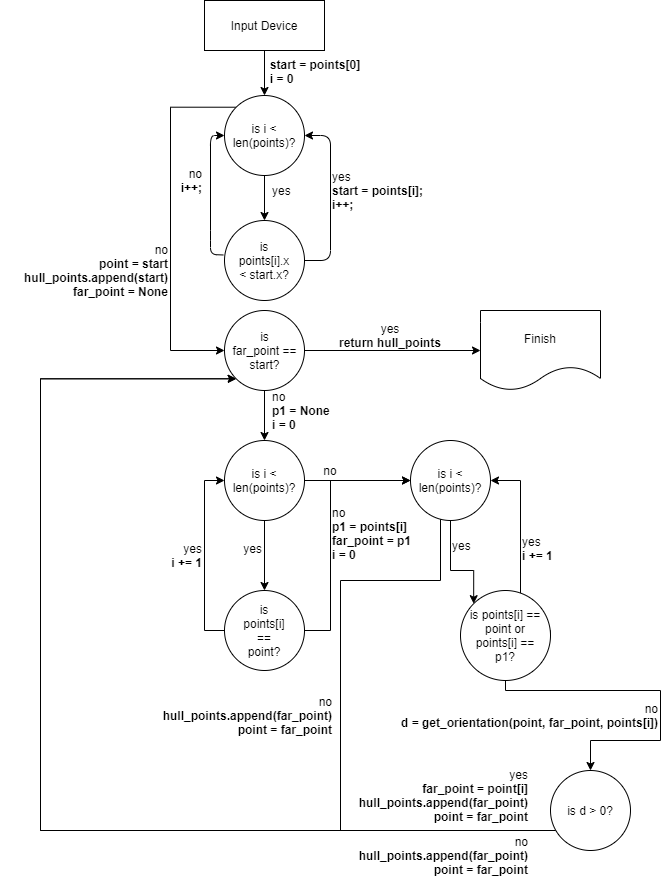 Input Device
start = points[0]
i = 0
is i <
len(points)?
no
i++;
yes
yes
start = points[i];
i++;
is
points[i].x
< start.x?
no
point = start
hull_points.append(start)
far_point = None
is
far_point ==
start?
yes
return hull_points
Finish
no
p1 = None
i = 0
is i <
len(points)?
no
is i <
len(points)?
yes
i += 1
yes
no
p1 = points[i]
far_point = p1
i = 0
yes
yes
i += 1
is
points[i]
==
point?
is points[i] ==
point or
points[i] ==
p1?
no
hull_points.append(far_point)
point = far_point
no
d = get_orientation(point, far_point, points[i])
yes
far_point = point[i]
hull_points.append(far_point)
point = far_point
is d > 0?
no
hull_points.append(far_point)
point = far_point